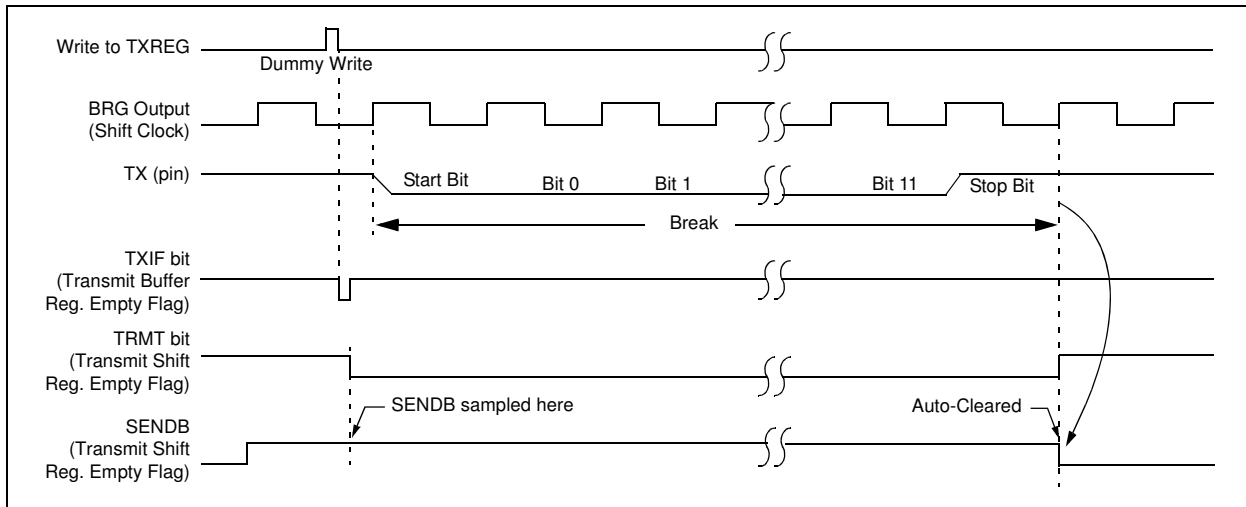 Write to TXREG
Dummy Write
BRG Output
(Shift Clock)
TX (pin)
Start Bit
Bit 0
Bit 1
Bit 11
Stop Bit
Break
TXIF bit
(Transmit Buffer
Reg. Empty Flag)
TRMT bit
(Transmit Shift
Reg. Empty Flag)
SENDB sampled here
Auto-Cleared
SENDB
(Transmit Shift
Reg. Empty Flag)